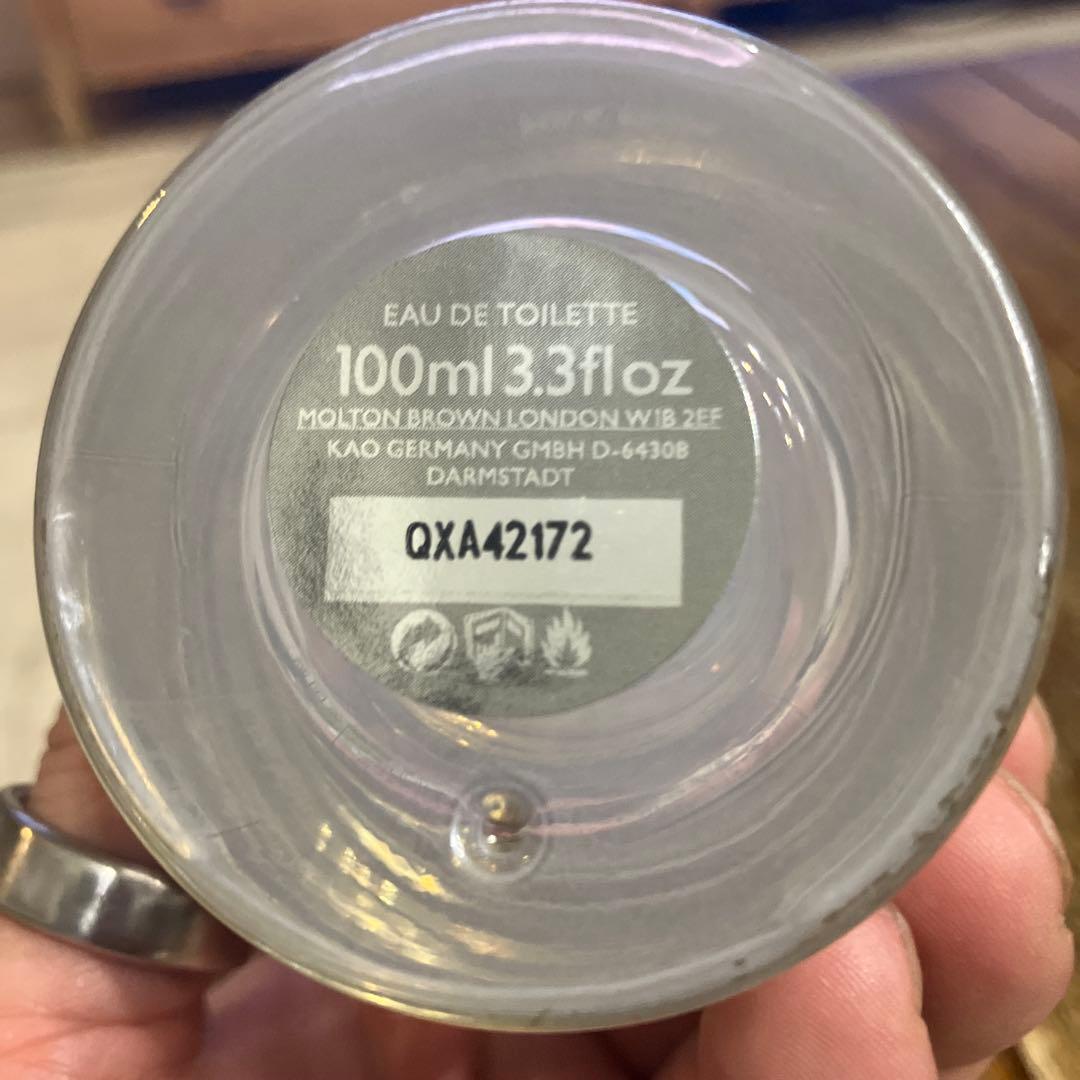 EAU DE TOILETTE
100ml 3.3fl oz
MOLTON BROWN LONDON W1B 2EF
KAO GERMANY GMBH D-64308
DARMSTADT
QXA42172